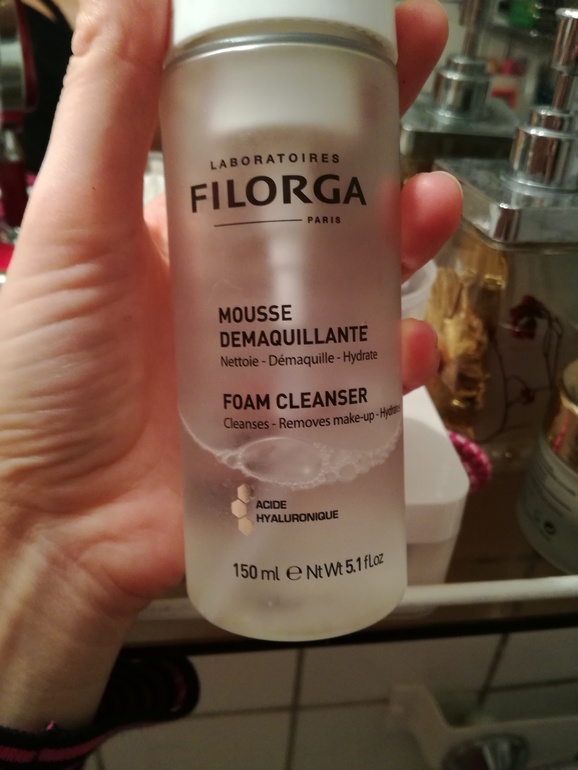 LABORATOIRES
FILORGA
PARIS
MOUSSE
DEMAQUILLANTE
Nettoie - Démaquille - Hydrate
FOAM CLEANSER
Cleanses - Removes make-up - Hydrates
ACIDE
HYALURONIQUE
150 ml ℮ Nt Wt 5.1 fl.oz